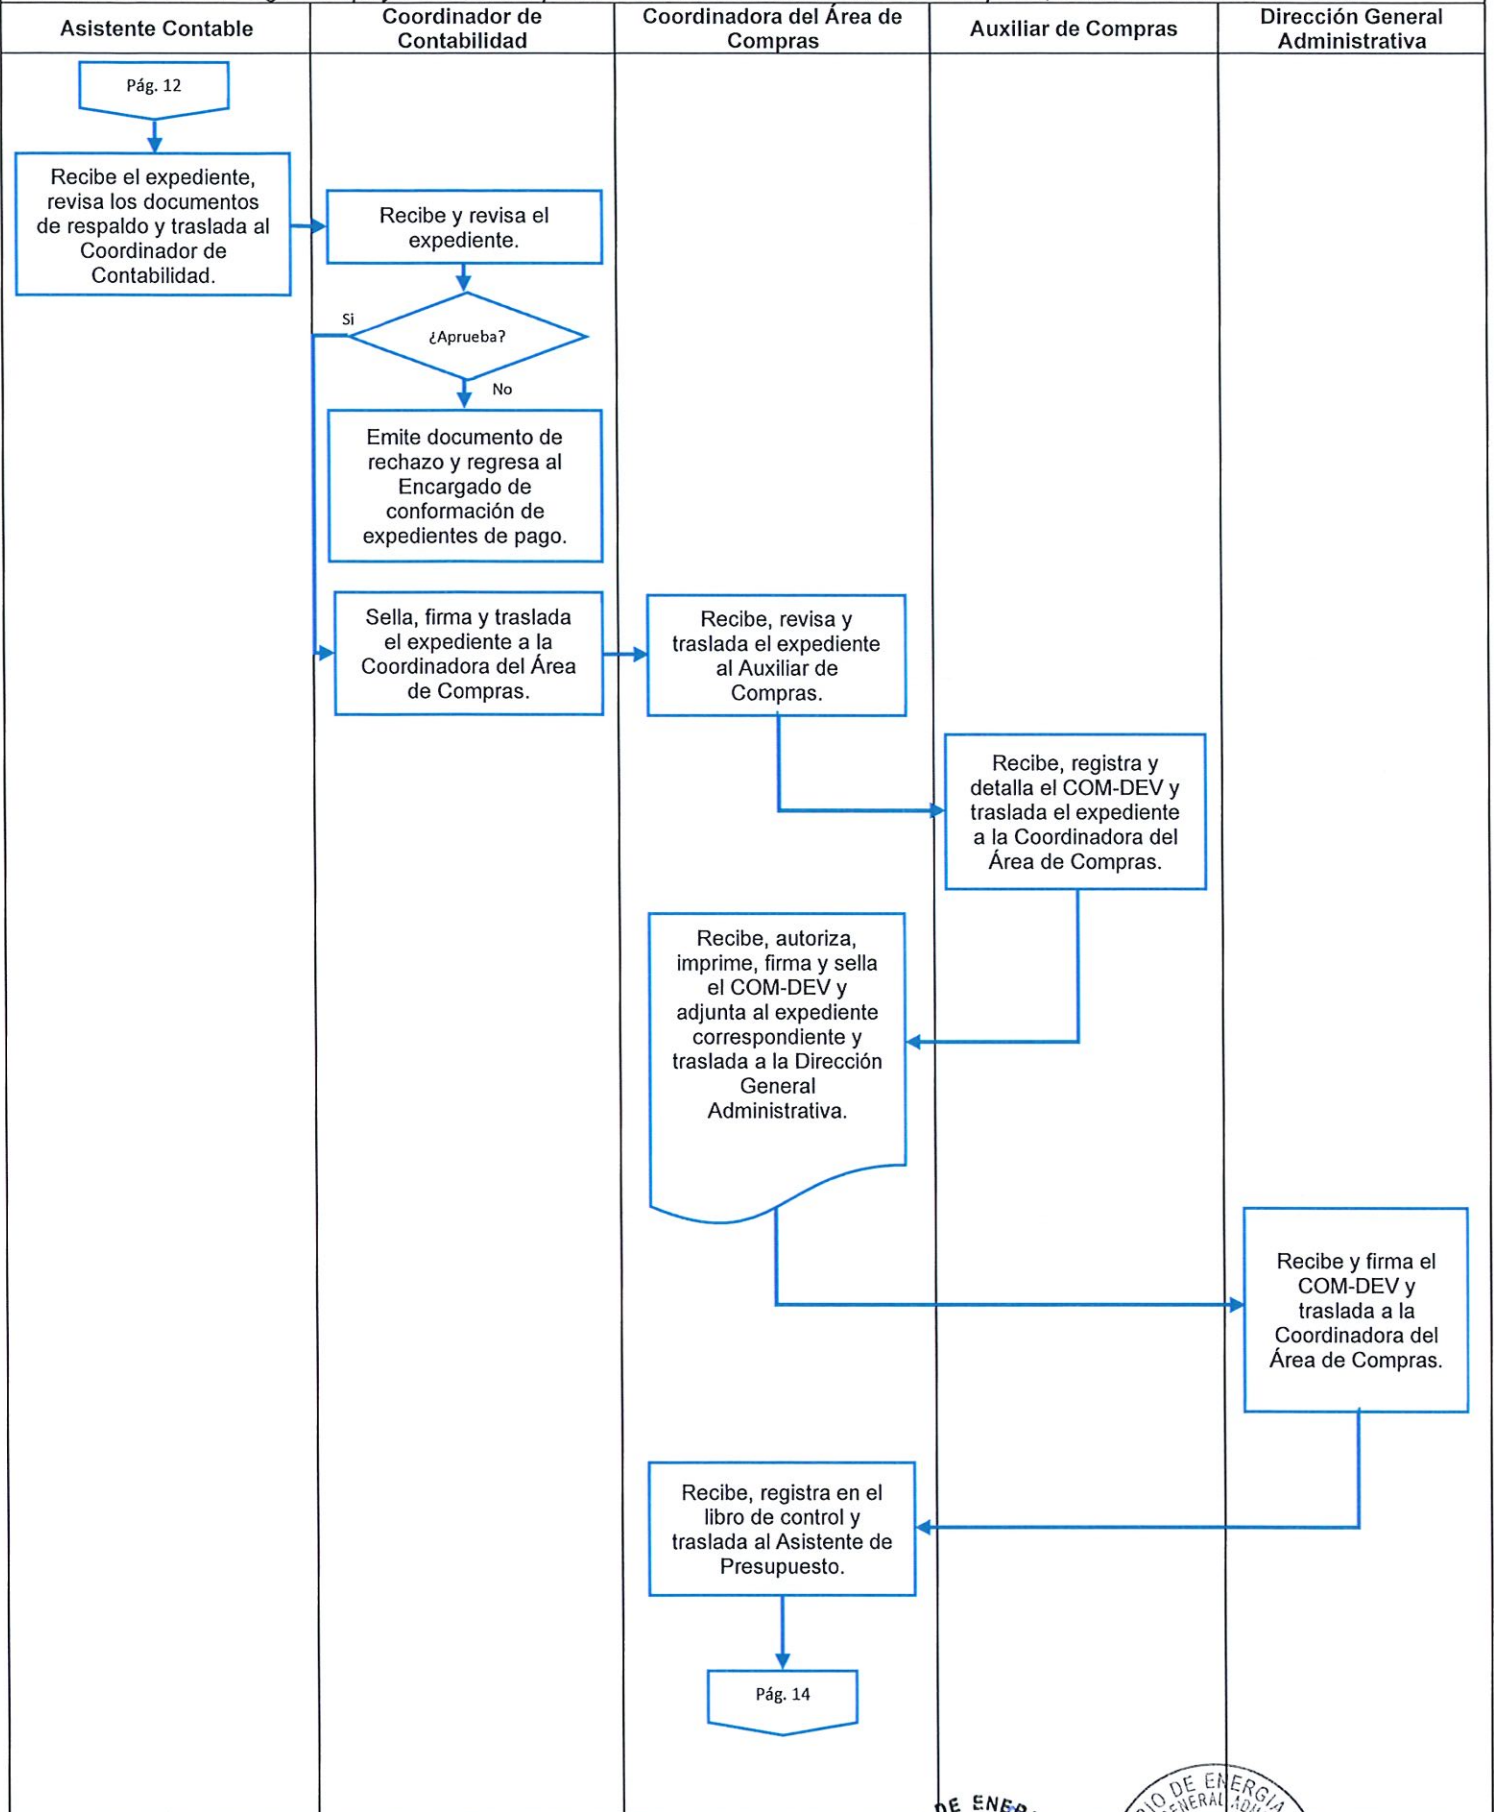 Asistente Contable
Coordinador de
Contabilidad
Coordinadora del Área de
Compras
Auxiliar de Compras
Dirección General
Administrativa
Pág. 12
Recibe el expediente,
revisa los documentos
de respaldo y traslada al
Coordinador de
Contabilidad.
Recibe y revisa el
expediente.
Si
¿Aprueba?
No
Emite documento de
rechazo y regresa al
Encargado de
conformación de
expedientes de pago.
Sella, firma y traslada
el expediente a la
Coordinadora del Área
de Compras.
Recibe, revisa y
traslada el expediente
al Auxiliar de
Compras.
Recibe, registra y
detalla el COM-DEV y
traslada el expediente
a la Coordinadora del
Área de Compras.
Recibe, autoriza,
imprime, firma y sella
el COM-DEV y
adjunta al expediente
correspondiente y
traslada a la Dirección
General
Administrativa.
Recibe y firma el
COM-DEV y
traslada a la
Coordinadora del
Área de Compras.
Recibe, registra en el
libro de control y
traslada al Asistente de
Presupuesto.
Pág. 14
DE ENERGIA